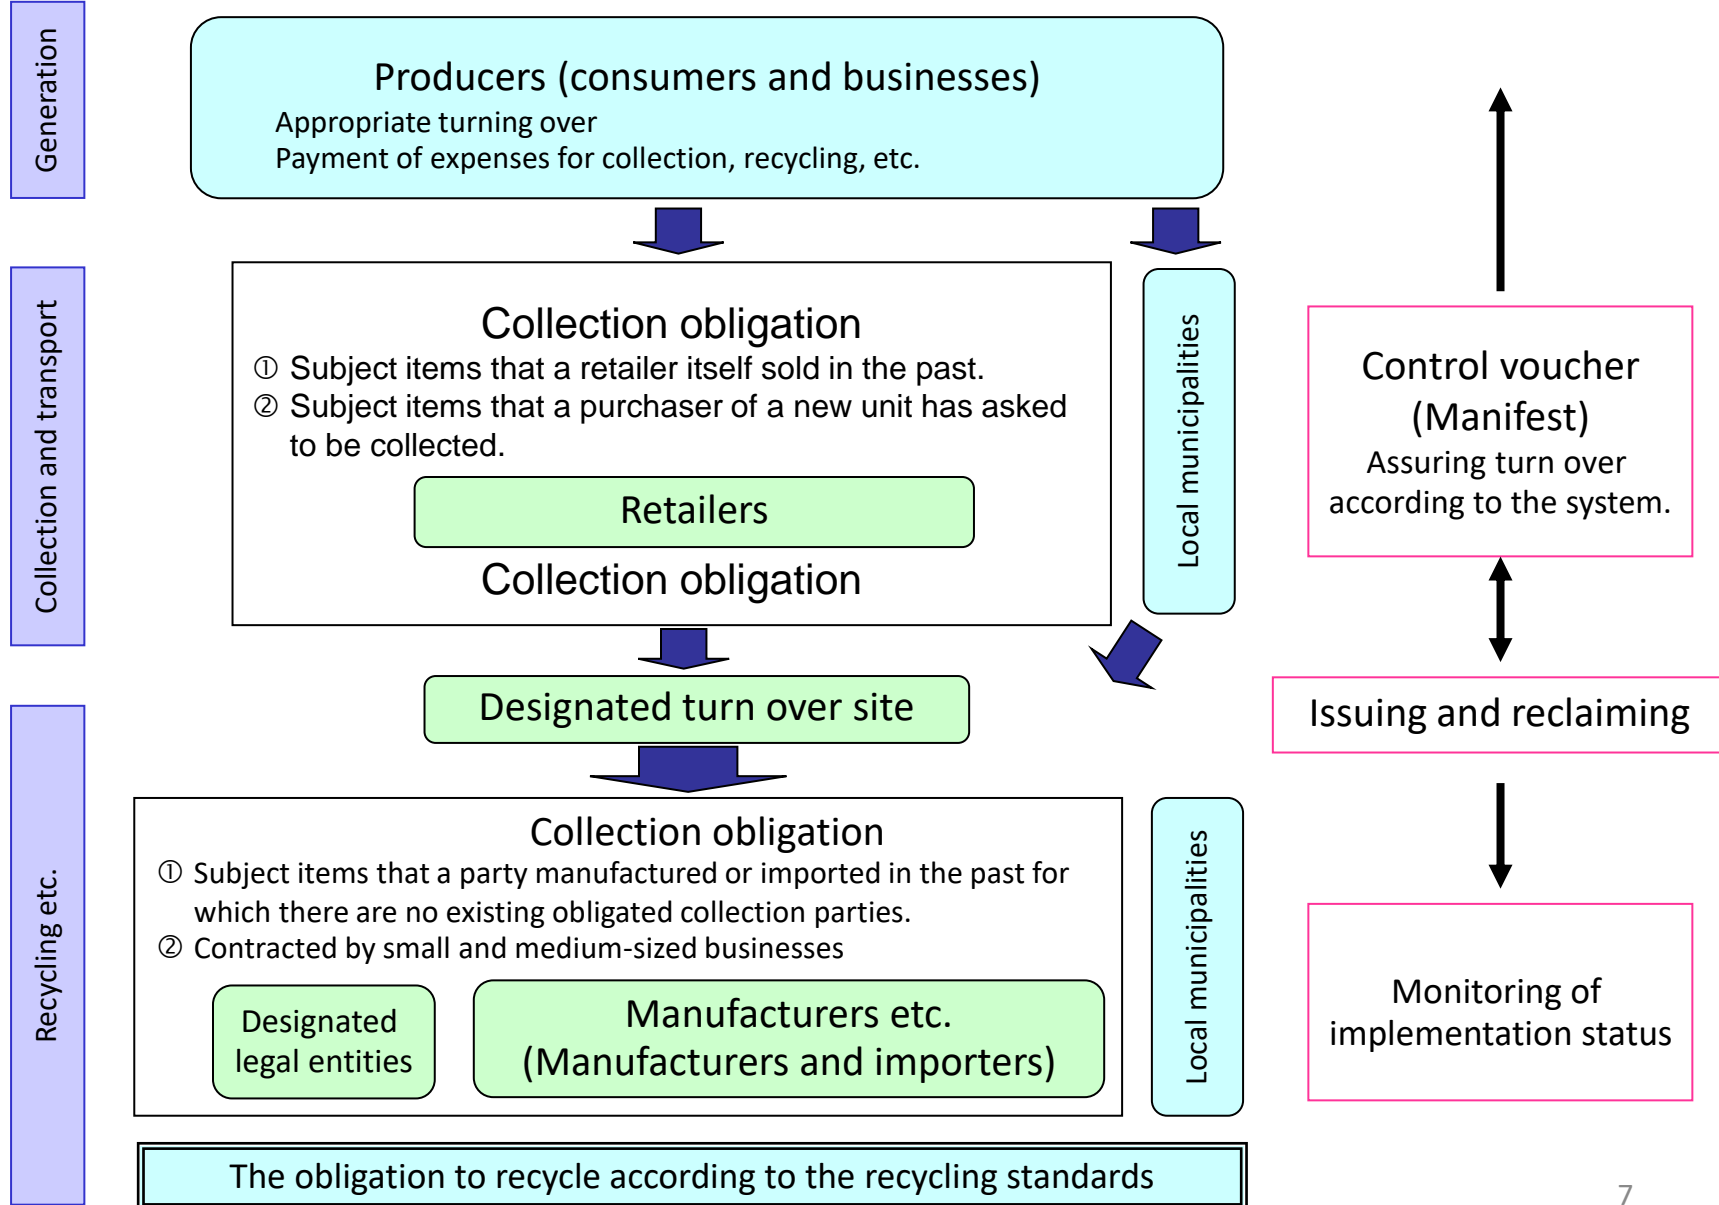 Generation
Producers (consumers and businesses)
Appropriate turning over
Payment of expenses for collection, recycling, etc.
Collection and transport
Collection obligation
① Subject items that a retailer itself sold in the past.
② Subject items that a purchaser of a new unit has asked
to be collected.
Retailers
Collection obligation
Local municipalities
Control voucher
(Manifest)
Assuring turn over
according to the system.
Designated turn over site
Issuing and reclaiming
Recycling etc.
Collection obligation
① Subject items that a party manufactured or imported in the past for
which there are no existing obligated collection parties.
② Contracted by small and medium-sized businesses
Designated
legal entities
Manufacturers etc.
(Manufacturers and importers)
Local municipalities
Monitoring of
implementation status
The obligation to recycle according to the recycling standards
7